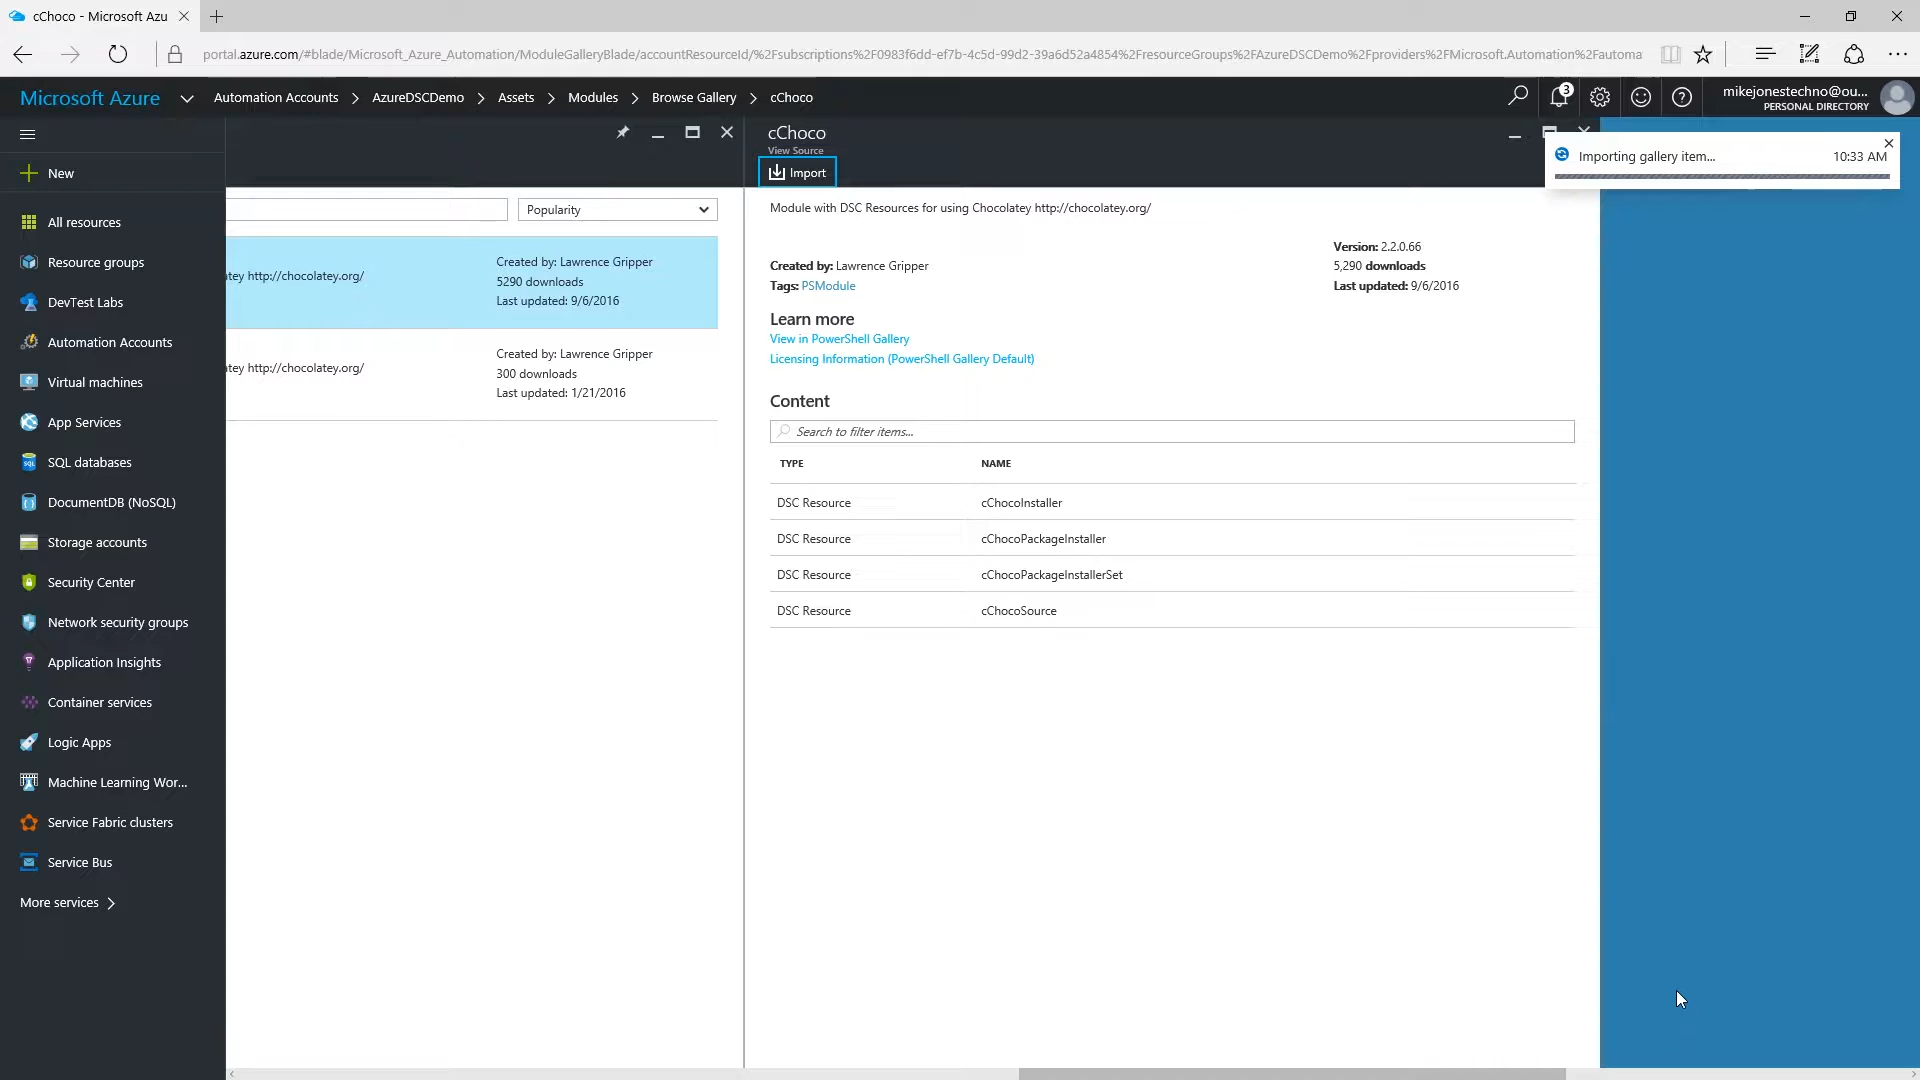 cChoco - Microsoft Azu
portal.azure.com/#blade/Microsoft_Azure_Automation/ModuleGalleryBlade/accountResourceId/%2Fsubscriptions%2F0983f6dd-ef7b-4c5d-99d2-39a6d52a4854%2FresourceGroups%2FAzureDSCDemo%2Fproviders%2FMicrosoft.Automation%2Fautoma
Microsoft Azure
Automation Accounts > AzureDSCDemo > Assets > Modules > Browse Gallery > cChoco
3
mikejonestechno@ou...
PERSONAL DIRECTORY
New
All resources
Resource groups
DevTest Labs
Automation Accounts
Virtual machines
App Services
SQL databases
DocumentDB (NoSQL)
Storage accounts
Security Center
Network security groups
Application Insights
Container services
Logic Apps
Machine Learning Wor...
Service Fabric clusters
Service Bus
More services >
Popularity
atey http://chocolatey.org/
Created by: Lawrence Gripper
5290 downloads
Last updated: 9/6/2016
atey http://chocolatey.org/
Created by: Lawrence Gripper
300 downloads
Last updated: 1/21/2016
cChoco
View Source
Import
Importing gallery item... 10:33 AM
Module with DSC Resources for using Chocolatey http://chocolatey.org/
Version: 2.2.0.66
Created by: Lawrence Gripper
5,290 downloads
Tags: PSModule
Last updated: 9/6/2016
Learn more
View in PowerShell Gallery
Licensing Information (PowerShell Gallery Default)
Content
Search to filter items...
TYPE NAME
DSC Resource cChocoInstaller
DSC Resource cChocoPackageInstaller
DSC Resource cChocoPackageInstallerSet
DSC Resource cChocoSource